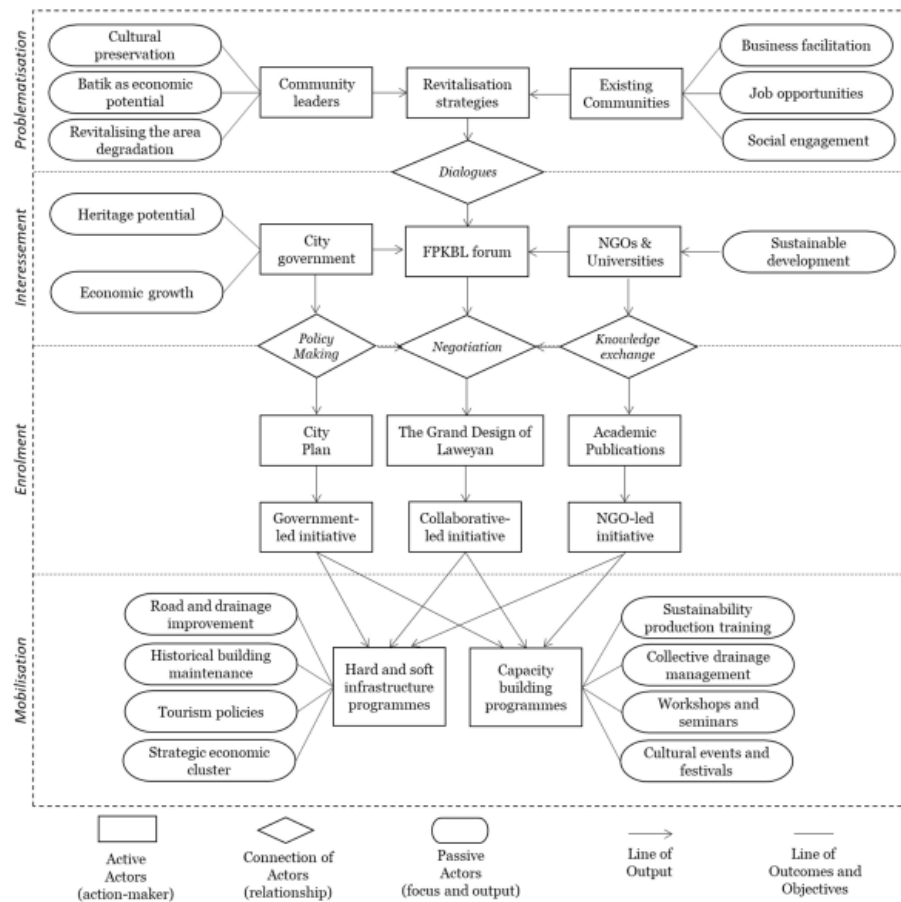 Problematisation
Cultural
preservation
Batik as economic
potential
Revitalising the area
degradation
Community
leaders
Revitalisation
strategies
Existing
Communities
Business facilitation
Job opportunities
Social engagement
Dialogues
Interessement
Heritage potential
Economic growth
City
government
FPKBL forum
NGOs &
Universities
Sustainable
development
Policy
Making
Negotiation
Knowledge
exchange
Enrolment
City
Plan
The Grand Design of
Laweyan
Academic
Publications
Government-
led initiative
Collaborative-
led initiative
NGO-led
initiative
Mobilisation
Road and drainage
improvement
Historical building
maintenance
Tourism policies
Strategic economic
cluster
Hard and soft
infrastructure
programmes
Capacity
building
programmes
Sustainability
production training
Collective drainage
management
Workshops and
seminars
Cultural events and
festivals
Active
Actors
(action-maker)
Connection of
Actors
(relationship)
Passive
Actors
(focus and output)
Line of
Output
Line of
Outcomes and
Objectives